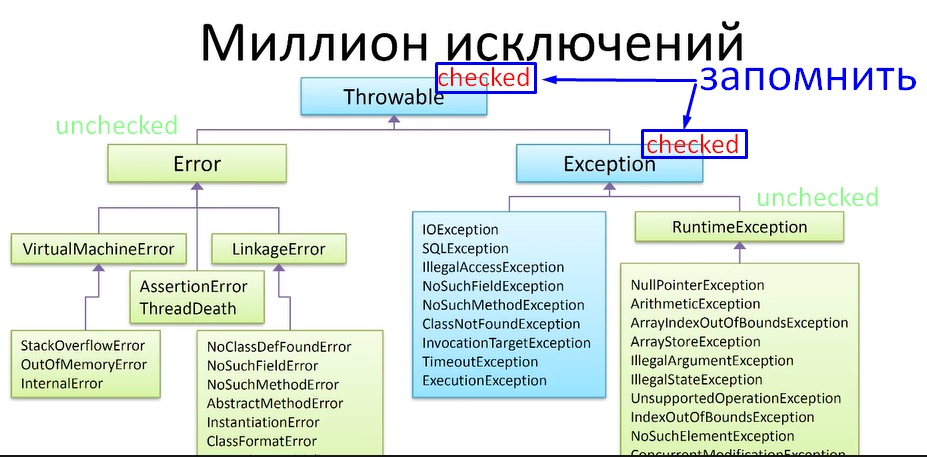 Миллион исключений
checked
запомнить
Throwable
unchecked
checked
Error
Exception
unchecked
VirtualMachineError
LinkageError
RuntimeException
AssertionError
ThreadDeath
StackOverflowError
OutOfMemoryError
InternalError
NoClassDefFoundError
NoSuchFieldError
NoSuchMethodError
AbstractMethodError
InstantiationError
ClassFormatError
IOException
SQLException
IllegalAccessException
NoSuchFieldException
NoSuchMethodException
ClassNotFoundException
InvocationTargetException
TimeoutException
ExecutionException
NullPointerException
ArithmeticException
ArrayIndexOutOfBoundsException
ArrayStoreException
IllegalArgumentException
IllegalStateException
UnsupportedOperationException
IndexOutOfBoundsException
NoSuchElementException
ConcurrentModificationException